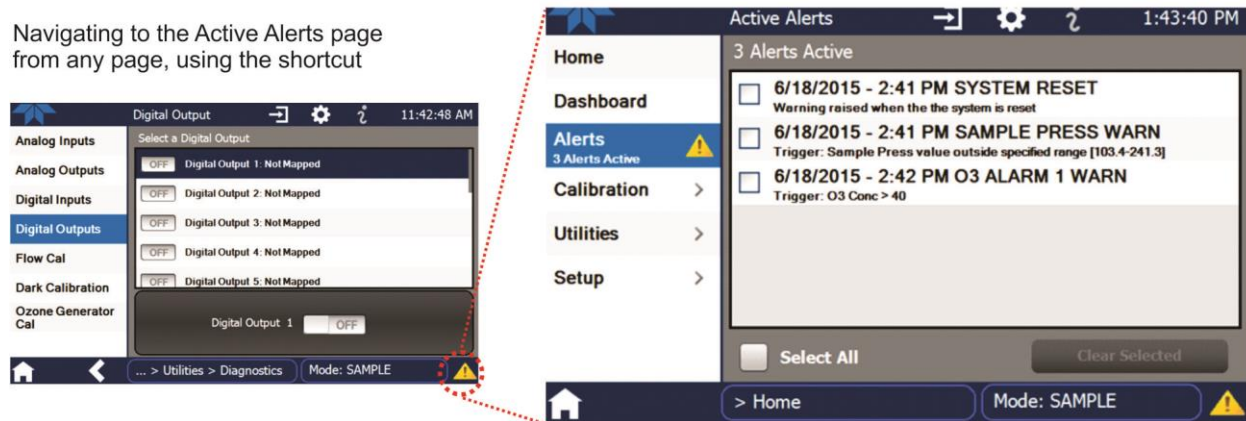 Navigating to the Active Alerts page
from any page, using the shortcut
Digital Output
11:42:48 AM
Analog Inputs
Analog Outputs
Digital Inputs
Digital Outputs
Flow Cal
Dark Calibration
Ozone Generator
Cal
Select a Digital Output
OFF Digital Output 1: Not Mapped
OFF Digital Output 2: Not Mapped
OFF Digital Output 3: Not Mapped
OFF Digital Output 4: Not Mapped
OFF Digital Output 5: Not Mapped
Digital Output 1 OFF
... > Utilities > Diagnostics
Mode: SAMPLE
Active Alerts
1:43:40 PM
Home
Dashboard
Alerts
3 Alerts Active
Calibration >
Utilities >
Setup >
3 Alerts Active
6/18/2015 - 2:41 PM SYSTEM RESET
Warning raised when the the system is reset
6/18/2015 - 2:41 PM SAMPLE PRESS WARN
Trigger: Sample Press value outside specified range [103.4-241.3]
6/18/2015 - 2:42 PM O3 ALARM 1 WARN
Trigger: O3 Conc > 40
Select All
Clear Selected
> Home
Mode: SAMPLE